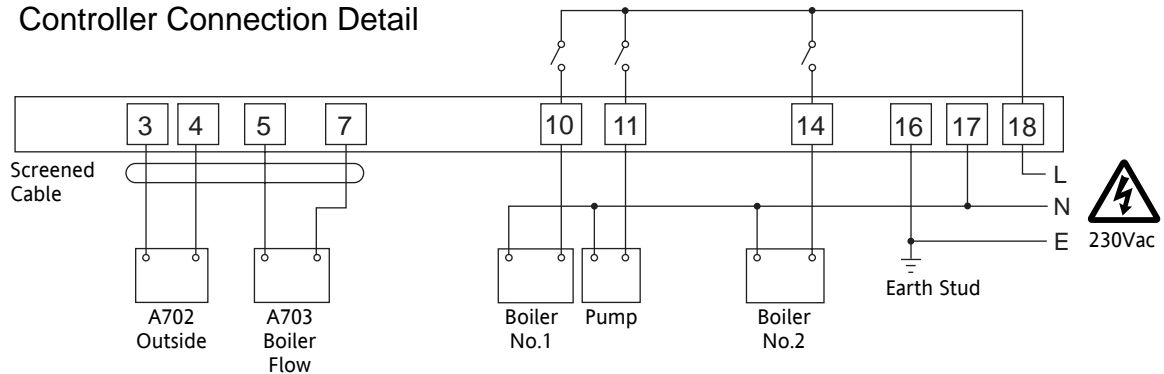 Controller Connection Detail
3 4 5 7 10 11 14 16 17 18
Screened
Cable
L
N
E
230Vac
Earth Stud
A702
Outside
A703
Boiler
Flow
Boiler
No.1
Pump
Boiler
No.2